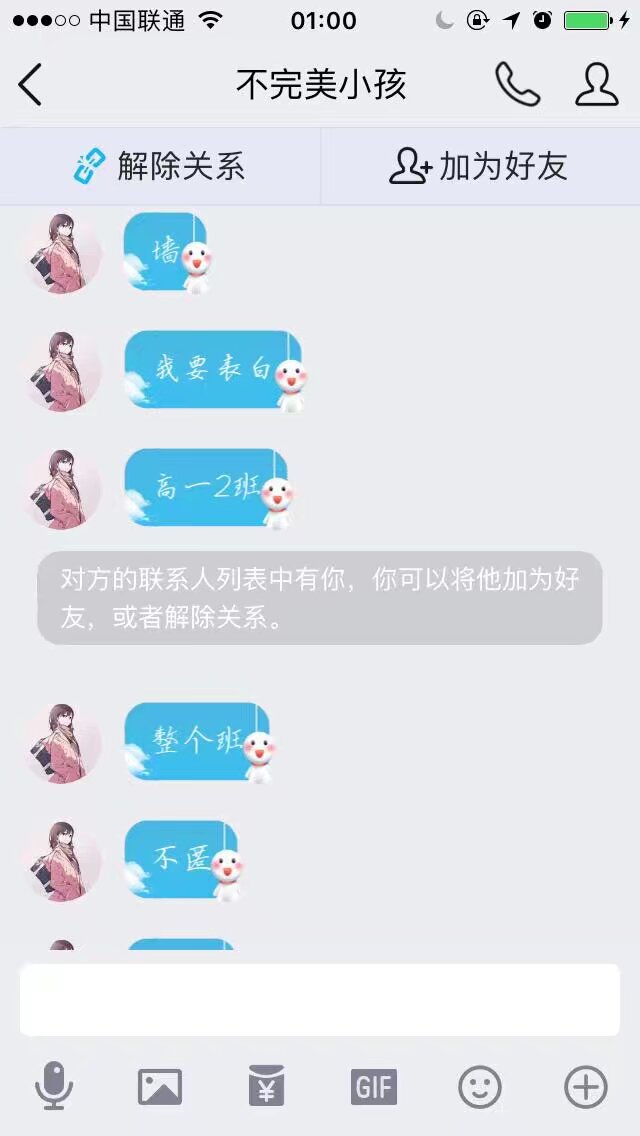 中国联通
01:00
不完美小孩
解除关系
加为好友
墙
我要表白
高一2班
对方的联系人列表中有你，你可以将他加为好
友，或者解除关系。
整个班
不匿
GIF